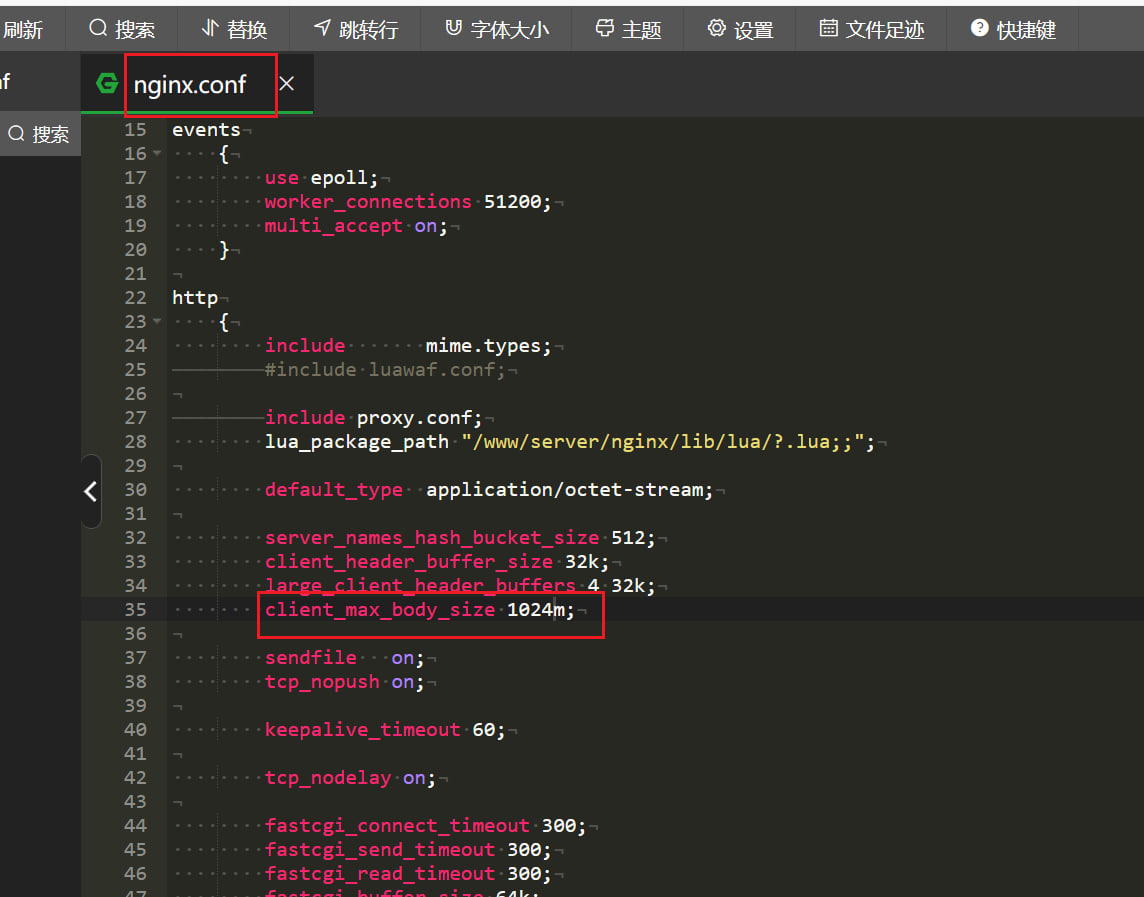 刷新 搜索 替换 跳转行 字体大小 主题 设置 文件足迹 快捷键
nf nginx.conf
搜索
15 events
16 {
17 use epoll;
18 worker_connections 51200;
19 multi_accept on;
20 }
21
22 http
23 {
24 include mime.types;
25 #include luawaf.conf;
26
27 include proxy.conf;
28 lua_package_path "/www/server/nginx/lib/lua/?.lua;;";
29
30 default_type application/octet-stream;
31
32 server_names_hash_bucket_size 512;
33 client_header_buffer_size 32k;
34 large_client_header_buffers 4 32k;
35 client_max_body_size 1024m;
36
37 sendfile on;
38 tcp_nopush on;
39
40 keepalive_timeout 60;
41
42 tcp_nodelay on;
43
44 fastcgi_connect_timeout 300;
45 fastcgi_send_timeout 300;
46 fastcgi_read_timeout 300;
47 fastcgi_buffer_size 64k;